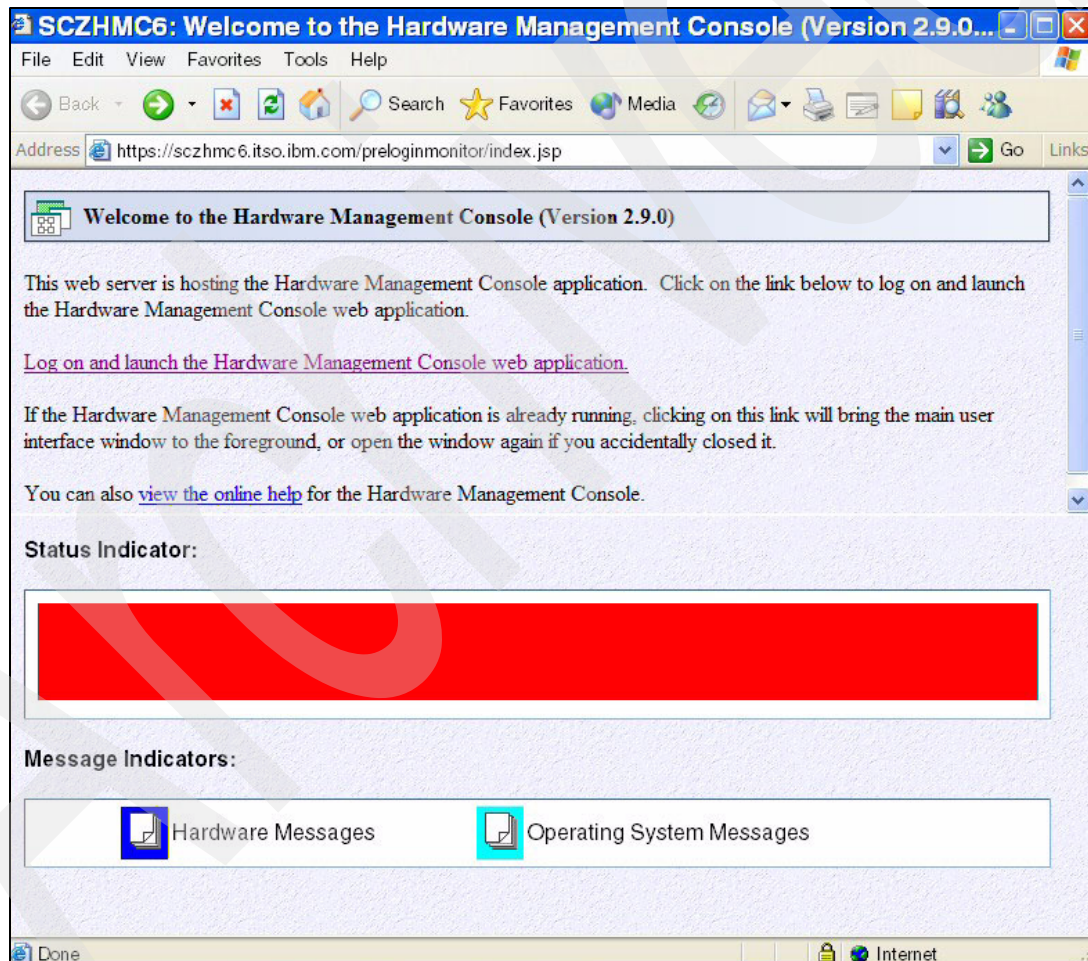 SCZHMC6: Welcome to the Hardware Management Console (Version 2.9.0...
File Edit View Favorites Tools Help
Back Search Favorites Media
Address https://sczhmc6.itso.ibm.com/preloginmonitor/index.jsp Go Links
Welcome to the Hardware Management Console (Version 2.9.0)
This web server is hosting the Hardware Management Console application. Click on the link below to log on and launch
the Hardware Management Console web application.
Log on and launch the Hardware Management Console web application.
If the Hardware Management Console web application is already running, clicking on this link will bring the main user
interface window to the foreground, or open the window again if you accidentally closed it.
You can also view the online help for the Hardware Management Console.
Status Indicator:
Message Indicators:
Hardware Messages Operating System Messages
Done Internet